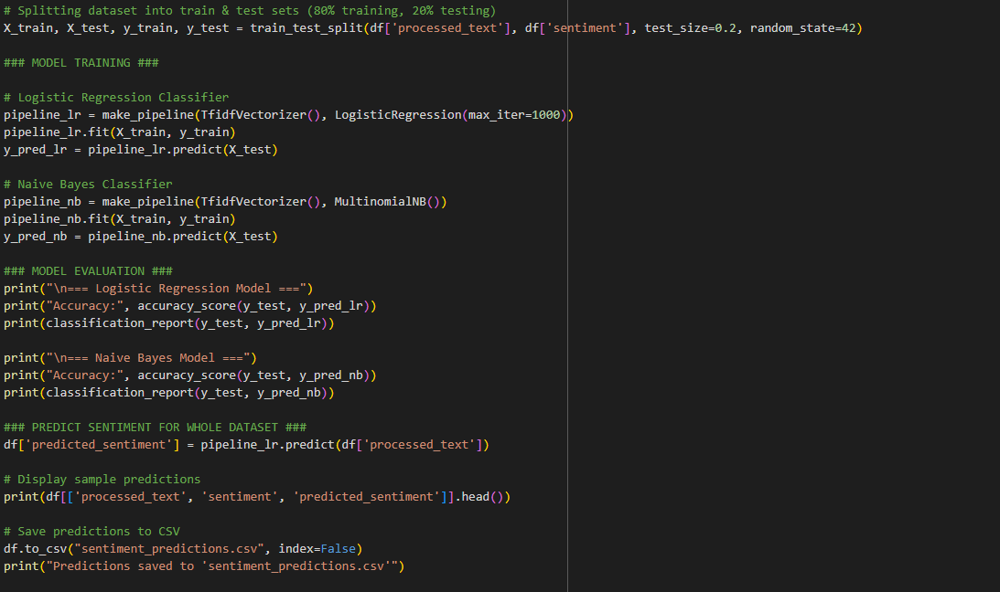 # Splitting dataset into train & test sets (80% training, 20% testing)
X_train, X_test, y_train, y_test = train_test_split(df['processed_text'], df['sentiment'], test_size=0.2, random_state=42)
### MODEL TRAINING ###
# Logistic Regression Classifier
pipeline_lr = make_pipeline(TfidfVectorizer(), LogisticRegression(max_iter=1000))
pipeline_lr.fit(X_train, y_train)
y_pred_lr = pipeline_lr.predict(X_test)
# Naive Bayes Classifier
pipeline_nb = make_pipeline(TfidfVectorizer(), MultinomialNB())
pipeline_nb.fit(X_train, y_train)
y_pred_nb = pipeline_nb.predict(X_test)
### MODEL EVALUATION ###
print("\n=== Logistic Regression Model ===")
print("Accuracy:", accuracy_score(y_test, y_pred_lr))
print(classification_report(y_test, y_pred_lr))
print("\n=== Naive Bayes Model ===")
print("Accuracy:", accuracy_score(y_test, y_pred_nb))
print(classification_report(y_test, y_pred_nb))
### PREDICT SENTIMENT FOR WHOLE DATASET ###
df['predicted_sentiment'] = pipeline_lr.predict(df['processed_text'])
# Display sample predictions
print(df[['processed_text', 'sentiment', 'predicted_sentiment']].head())
# Save predictions to CSV
df.to_csv("sentiment_predictions.csv", index=False)
print("Predictions saved to 'sentiment_predictions.csv'")